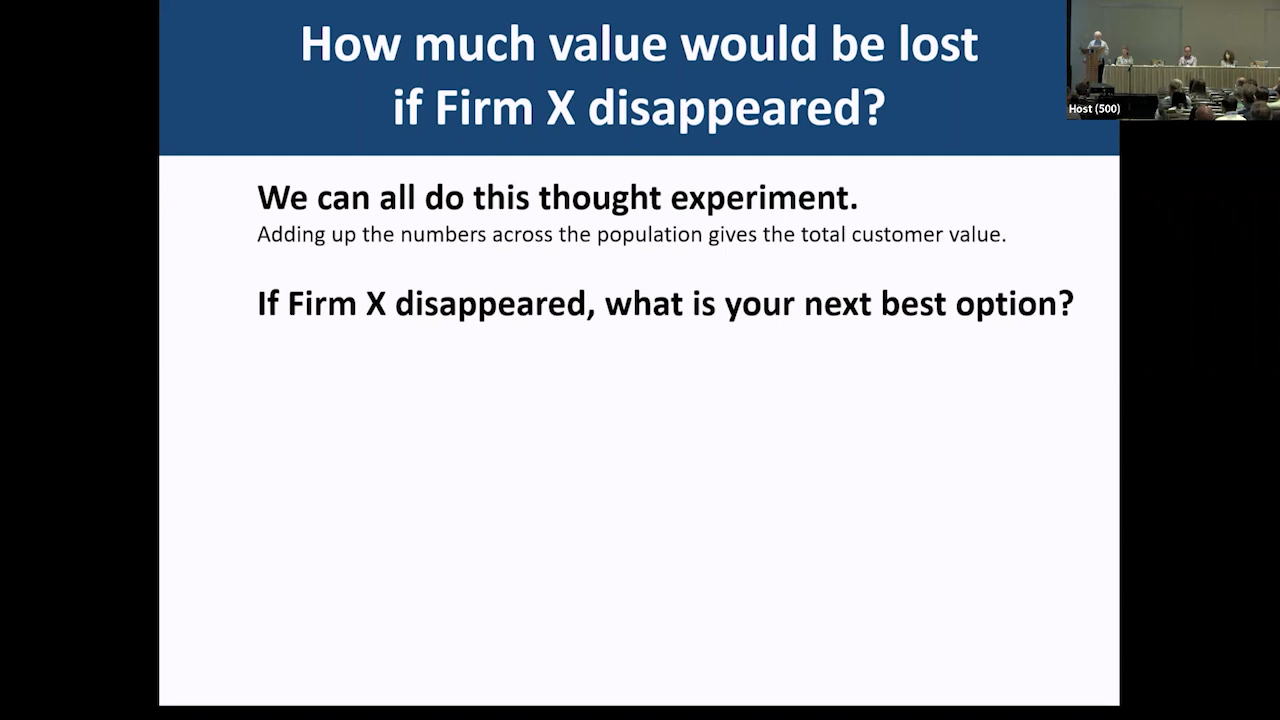 How much value would be lost
if Firm X disappeared?
Host (500)
We can all do this thought experiment.
Adding up the numbers across the population gives the total customer value.
If Firm X disappeared, what is your next best option?